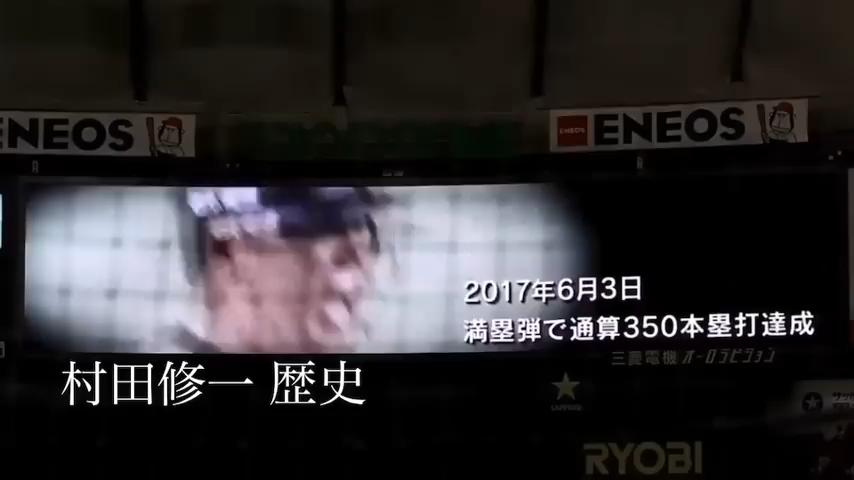 ENEOS
ENEOS
ENEOS
2017年6月3日
満塁弾で通算350本塁打達成
三菱電機 オーロラビジョン
村田修一 歴史
SAPPORO
RYOBI